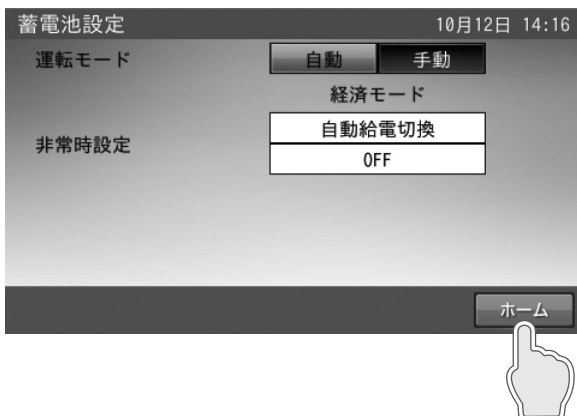 蓄電池設定 10月12日 14:16
運転モード 自動 手動
経済モード
非常時設定 自動給電切換
OFF
ホーム